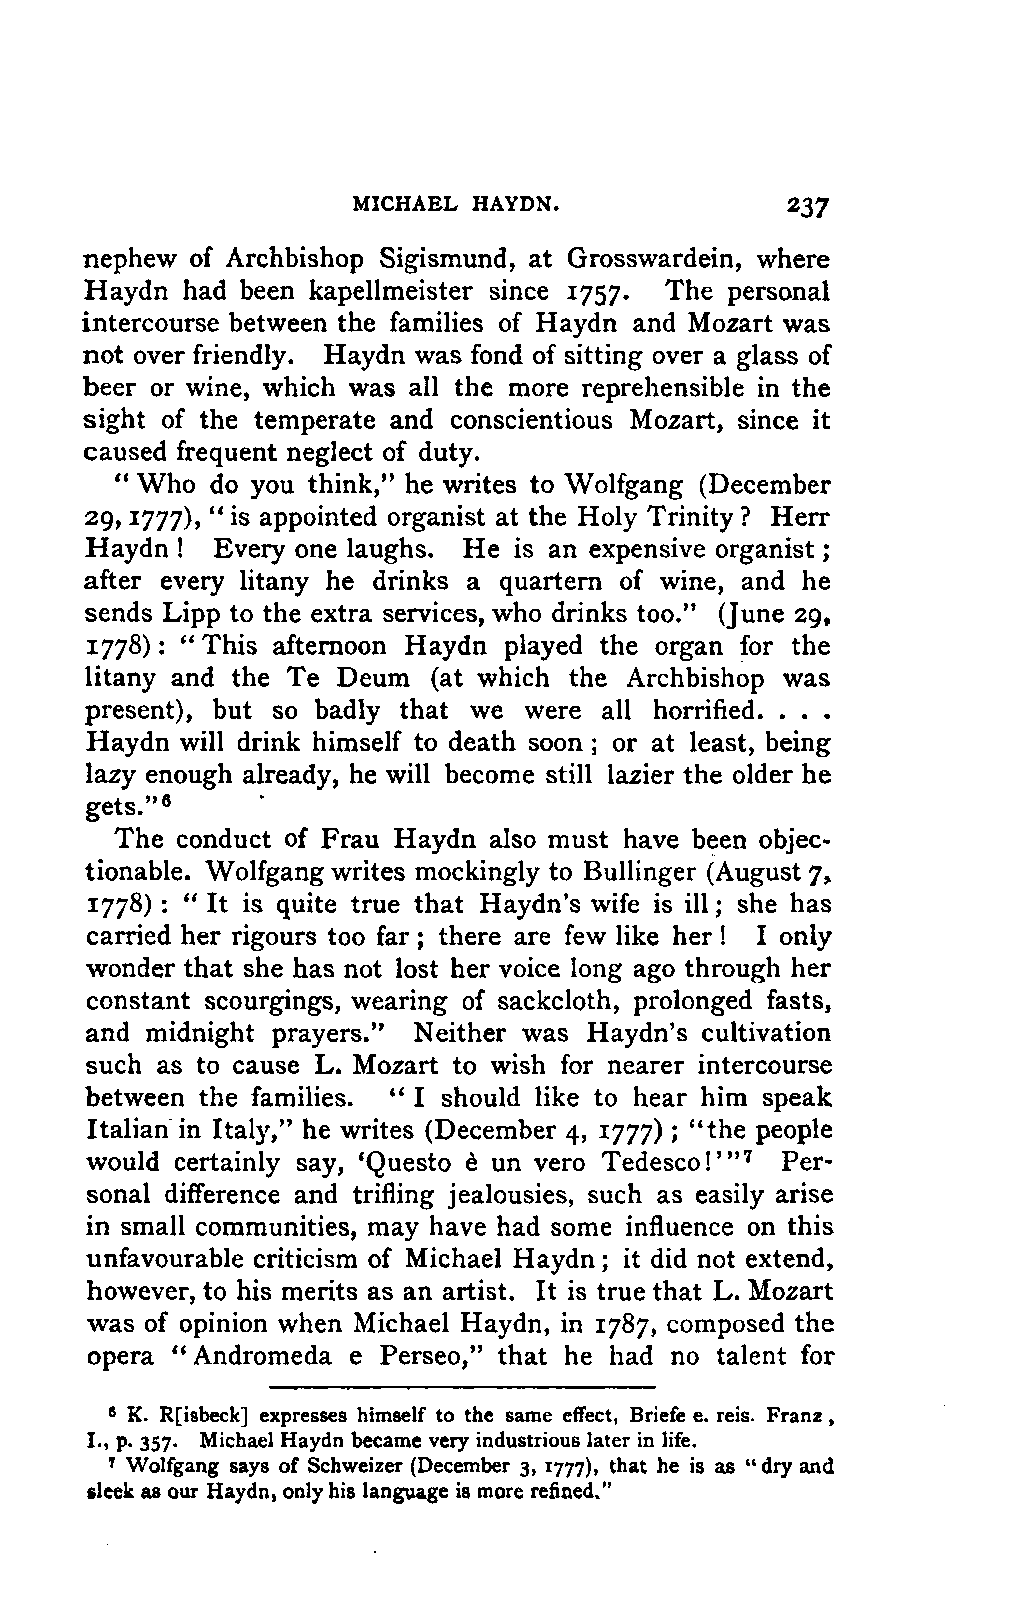 MICHAEL HAYDN. 237
nephew of Archbishop Sigismund, at Grosswardein, where
Haydn had been kapellmeister since 1757. The personal
intercourse between the families of Haydn and Mozart was
not over friendly. Haydn was fond of sitting over a glass of
beer or wine, which was all the more reprehensible in the
sight of the temperate and conscientious Mozart, since it
caused frequent neglect of duty.
“Who do you think,” he writes to Wolfgang (December
29, 1777), “is appointed organist at the Holy Trinity? Herr
Haydn! Every one laughs. He is an expensive organist;
after every litany he drinks a quartern of wine, and he
sends Lipp to the extra services, who drinks too.” (June 29,
1778): “This afternoon Haydn played the organ for the
litany and the Te Deum (at which the Archbishop was
present), but so badly that we were all horrified. . . .
Haydn will drink himself to death soon; or at least, being
lazy enough already, he will become still lazier the older he
gets.”⁶
The conduct of Frau Haydn also must have been objec-
tionable. Wolfgang writes mockingly to Bullinger (August 7,
1778): “It is quite true that Haydn's wife is ill; she has
carried her rigours too far; there are few like her! I only
wonder that she has not lost her voice long ago through her
constant scourgings, wearing of sackcloth, prolonged fasts,
and midnight prayers.” Neither was Haydn's cultivation
such as to cause L. Mozart to wish for nearer intercourse
between the families. “I should like to hear him speak
Italian in Italy,” he writes (December 4, 1777); “the people
would certainly say, ‘Questo è un vero Tedesco!’”⁷ Per-
sonal difference and trifling jealousies, such as easily arise
in small communities, may have had some influence on this
unfavourable criticism of Michael Haydn; it did not extend,
however, to his merits as an artist. It is true that L. Mozart
was of opinion when Michael Haydn, in 1787, composed the
opera “Andromeda e Perseo,” that he had no talent for
⁶ K. R[isbeck] expresses himself to the same effect, Briefe e. reis. Franz,
I., p. 357. Michael Haydn became very industrious later in life.
⁷ Wolfgang says of Schweizer (December 3, 1777), that he is as “dry and
sleek as our Haydn, only his language is more refined.”